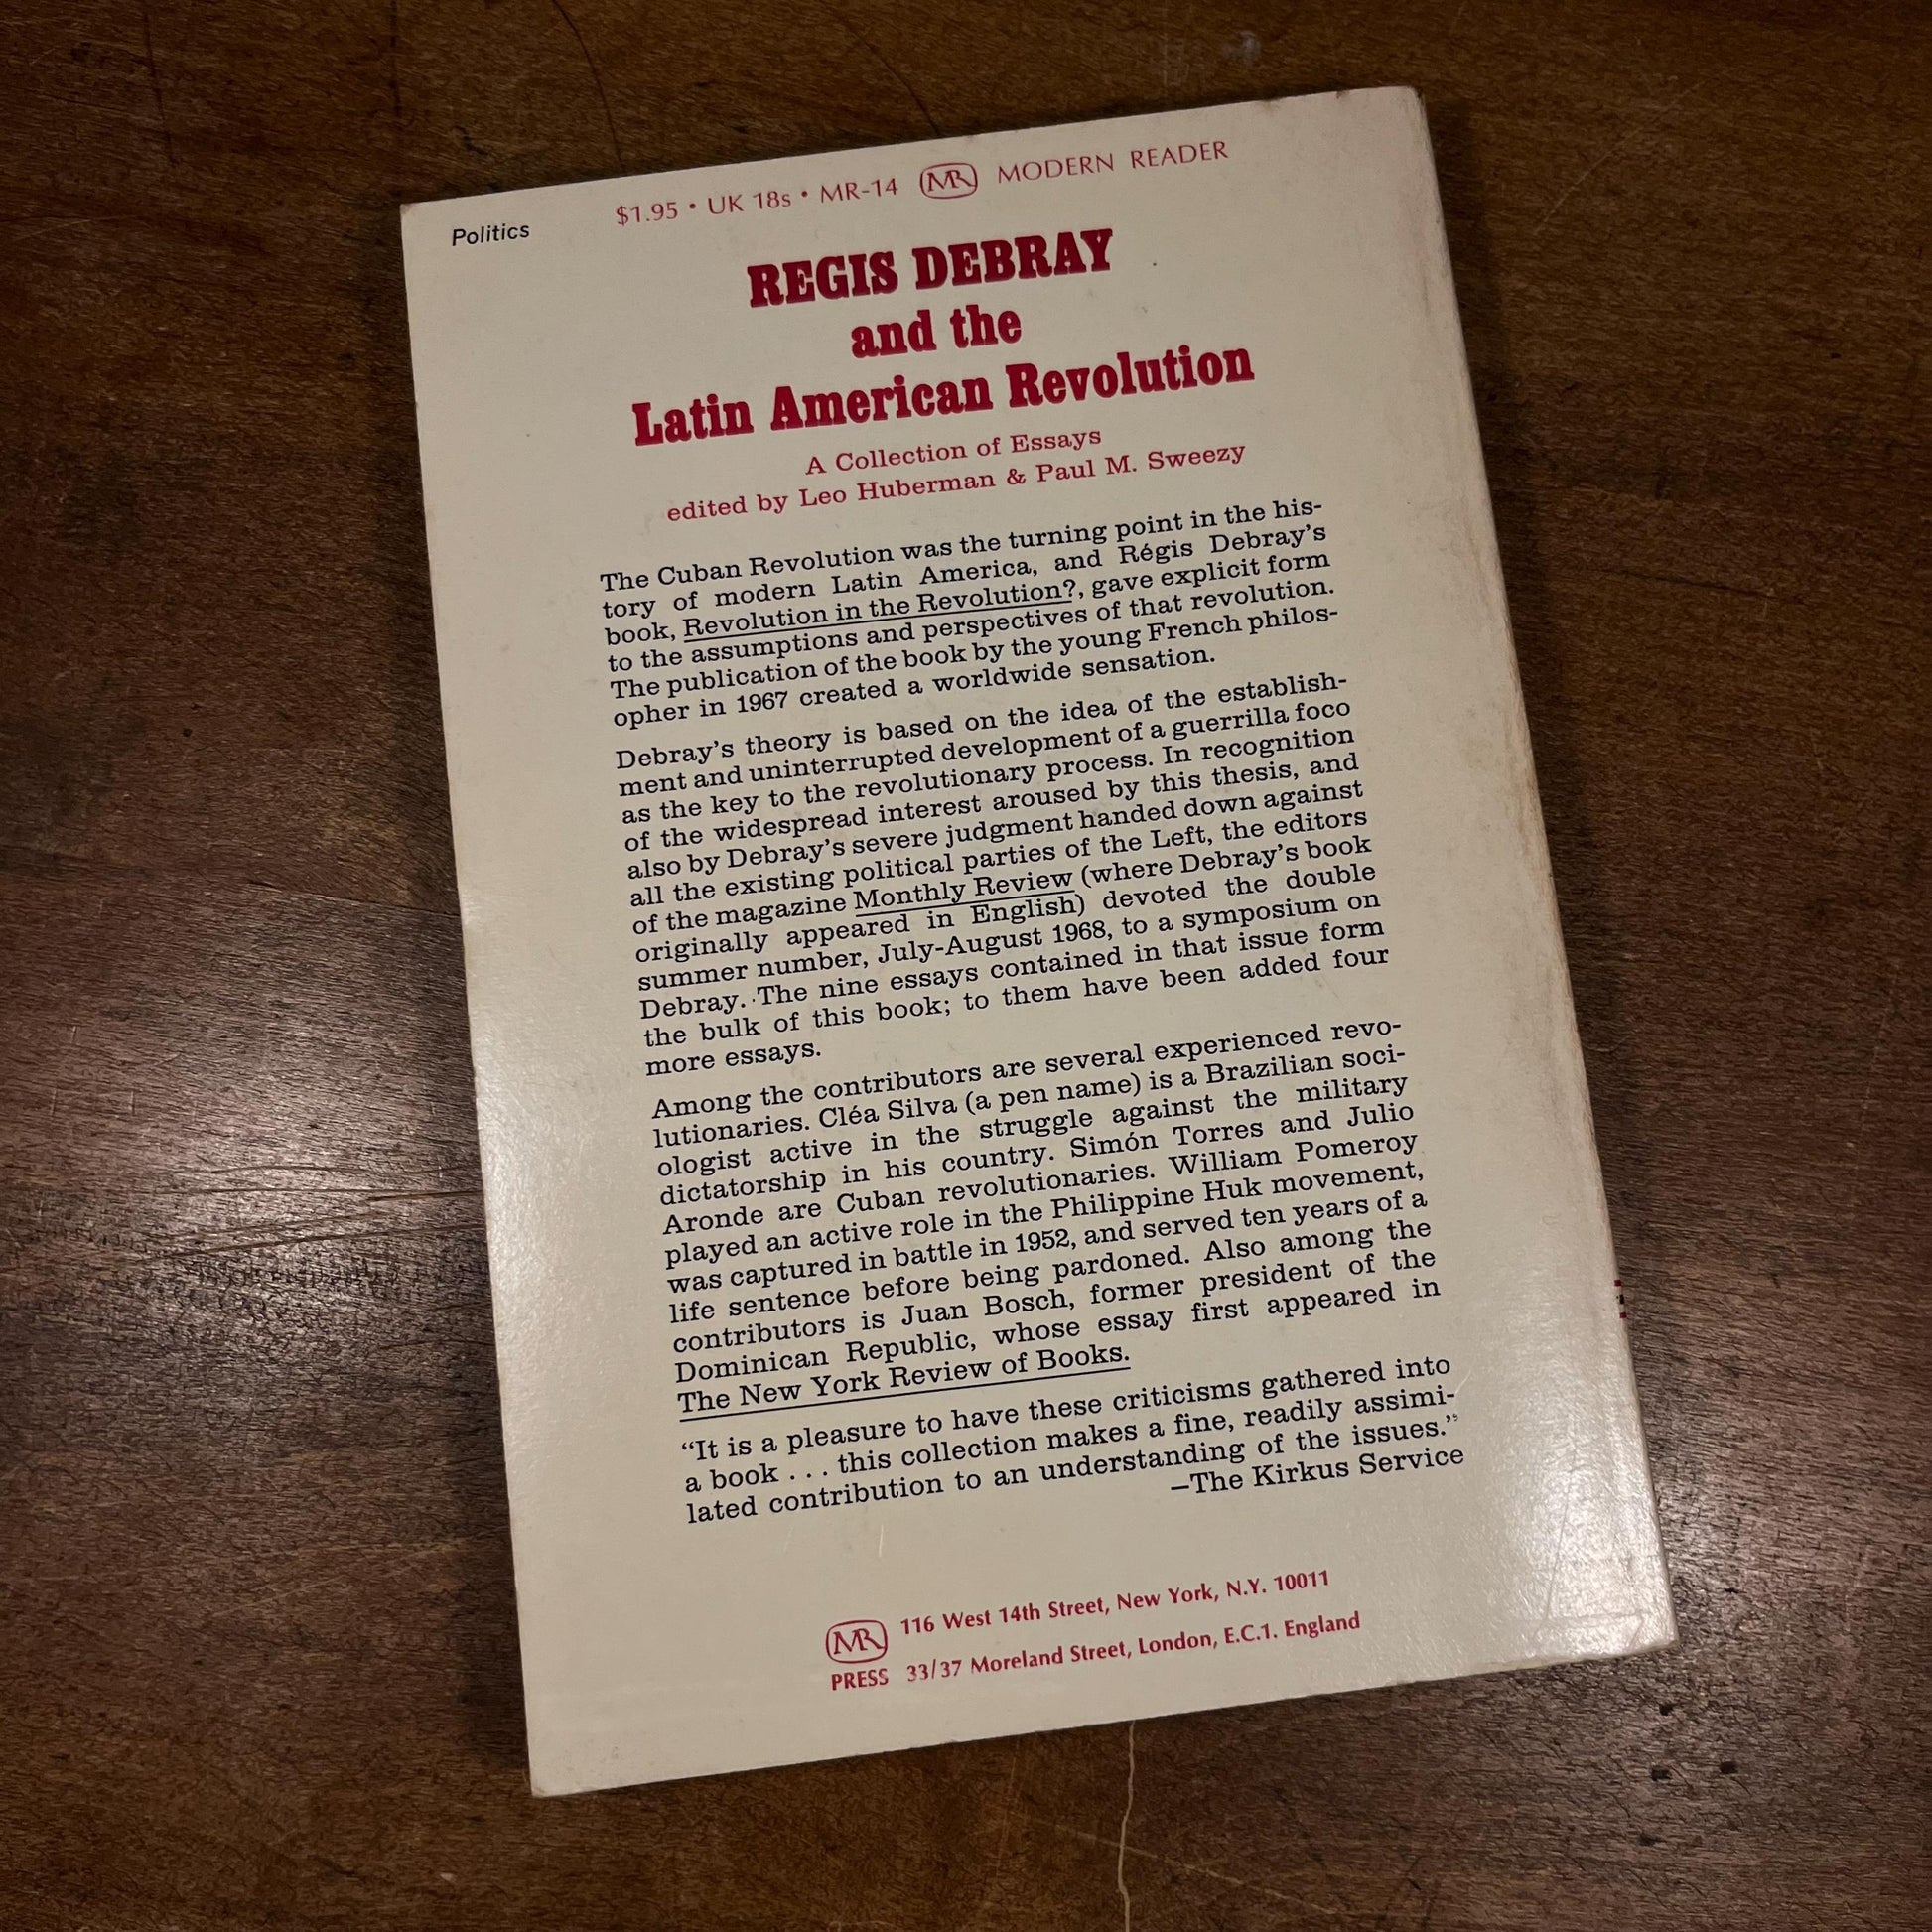 Politics
$1.95 • UK 18s • MR-14 MR MODERN READER
REGIS DEBRAY
and the
Latin American Revolution
A Collection of Essays
edited by Leo Huberman & Paul M. Sweezy
The Cuban Revolution was the turning point in the his-
tory of modern Latin America, and Régis Debray's
book, Revolution in the Revolution?, gave explicit form
to the assumptions and perspectives of that revolution.
The publication of the book by the young French philos-
opher in 1967 created a worldwide sensation.
Debray's theory is based on the idea of the establish-
ment and uninterrupted development of a guerrilla foco
as the key to the revolutionary process. In recognition
of the widespread interest aroused by this thesis, and
also by Debray's severe judgment handed down against
all the existing political parties of the Left, the editors
of the magazine Monthly Review (where Debray's book
originally appeared in English) devoted the double
summer number, July-August 1968, to a symposium on
Debray. The nine essays contained in that issue form
the bulk of this book; to them have been added four
more essays.
Among the contributors are several experienced revo-
lutionaries. Cléa Silva (a pen name) is a Brazilian soci-
ologist active in the struggle against the military
dictatorship in his country. Simón Torres and Julio
Aronde are Cuban revolutionaries. William Pomeroy
played an active role in the Philippine Huk movement,
was captured in battle in 1952, and served ten years of a
life sentence before being pardoned. Also among the
contributors is Juan Bosch, former president of the
Dominican Republic, whose essay first appeared in
The New York Review of Books.
“It is a pleasure to have these criticisms gathered into
a book . . . this collection makes a fine, readily assimi-
lated contribution to an understanding of the issues.”
—The Kirkus Service
MR 116 West 14th Street, New York, N.Y. 10011
PRESS 33/37 Moreland Street, London, E.C.1. England